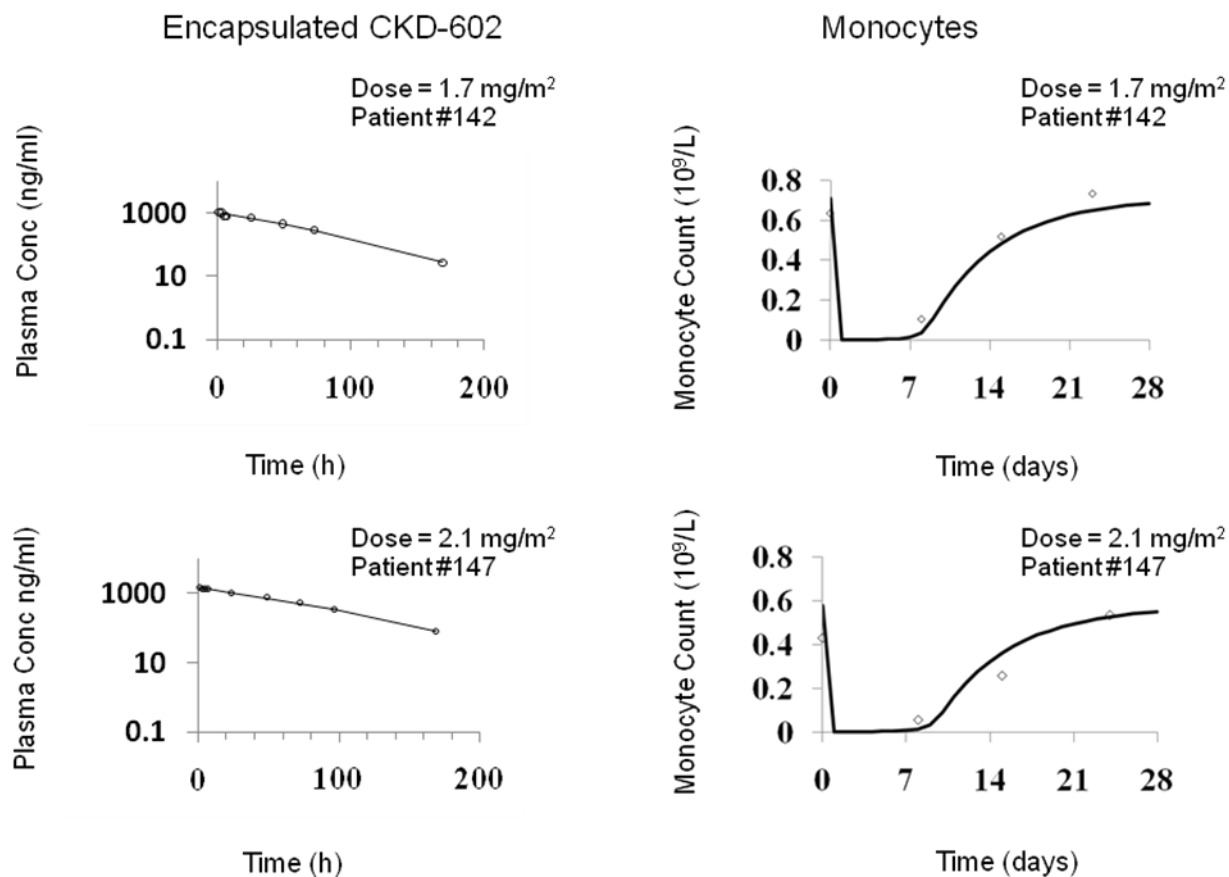 Encapsulated CKD-602
Monocytes
Dose = 1.7 mg/m²
Patient #142
Plasma Conc (ng/ml)
1000
10
0.1
0 100 200
Time (h)
Dose = 1.7 mg/m²
Patient #142
Monocyte Count (10⁹/L)
0.8
0.6
0.4
0.2
0
0 7 14 21 28
Time (days)
Dose = 2.1 mg/m²
Patient #147
Plasma Conc ng/ml)
1000
10
0.1
0 100 200
Time (h)
Dose = 2.1 mg/m²
Patient #147
Monocyte Count (10⁹/L)
0.8
0.6
0.4
0.2
0
0 7 14 21 28
Time (days)